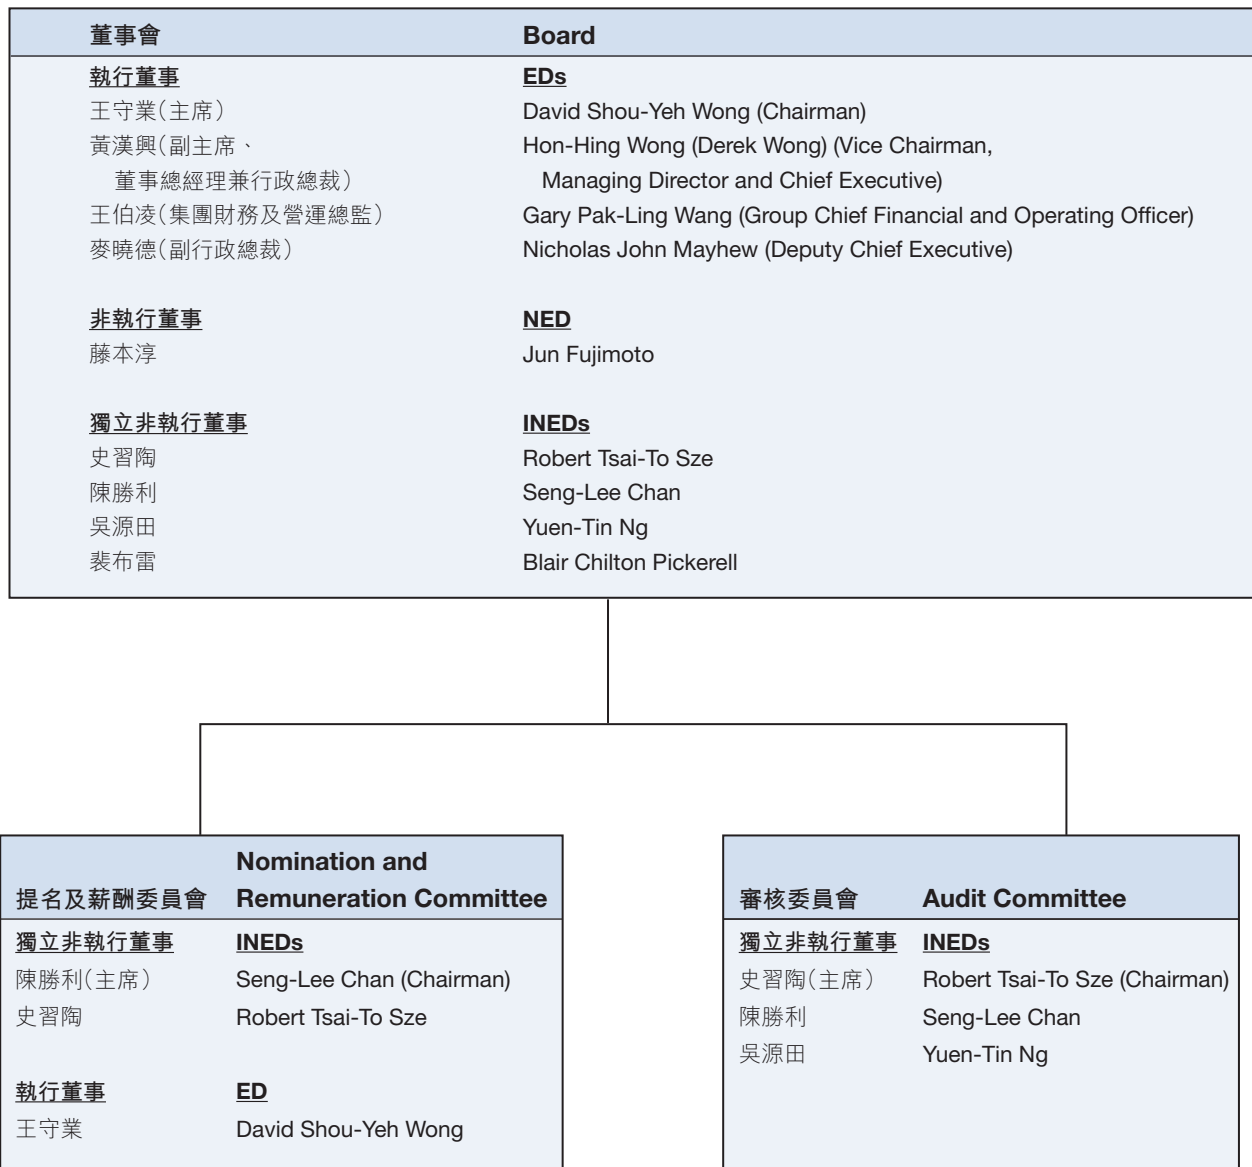 董事會 Board
執行董事 EDs
王守業（主席） David Shou-Yeh Wong (Chairman)
黃漢興（副主席、 Hon-Hing Wong (Derek Wong) (Vice Chairman,
董事總經理兼行政總裁） Managing Director and Chief Executive)
王伯凌（集團財務及營運總監） Gary Pak-Ling Wang (Group Chief Financial and Operating Officer)
麥曉德（副行政總裁） Nicholas John Mayhew (Deputy Chief Executive)
非執行董事 NED
藤本淳 Jun Fujimoto
獨立非執行董事 INEDs
史習陶 Robert Tsai-To Sze
陳勝利 Seng-Lee Chan
吳源田 Yuen-Tin Ng
裴布雷 Blair Chilton Pickerell
Nomination and
提名及薪酬委員會 Remuneration Committee
獨立非執行董事 INEDs
陳勝利（主席） Seng-Lee Chan (Chairman)
史習陶 Robert Tsai-To Sze
執行董事 ED
王守業 David Shou-Yeh Wong
審核委員會 Audit Committee
獨立非執行董事 INEDs
史習陶（主席） Robert Tsai-To Sze (Chairman)
陳勝利 Seng-Lee Chan
吳源田 Yuen-Tin Ng